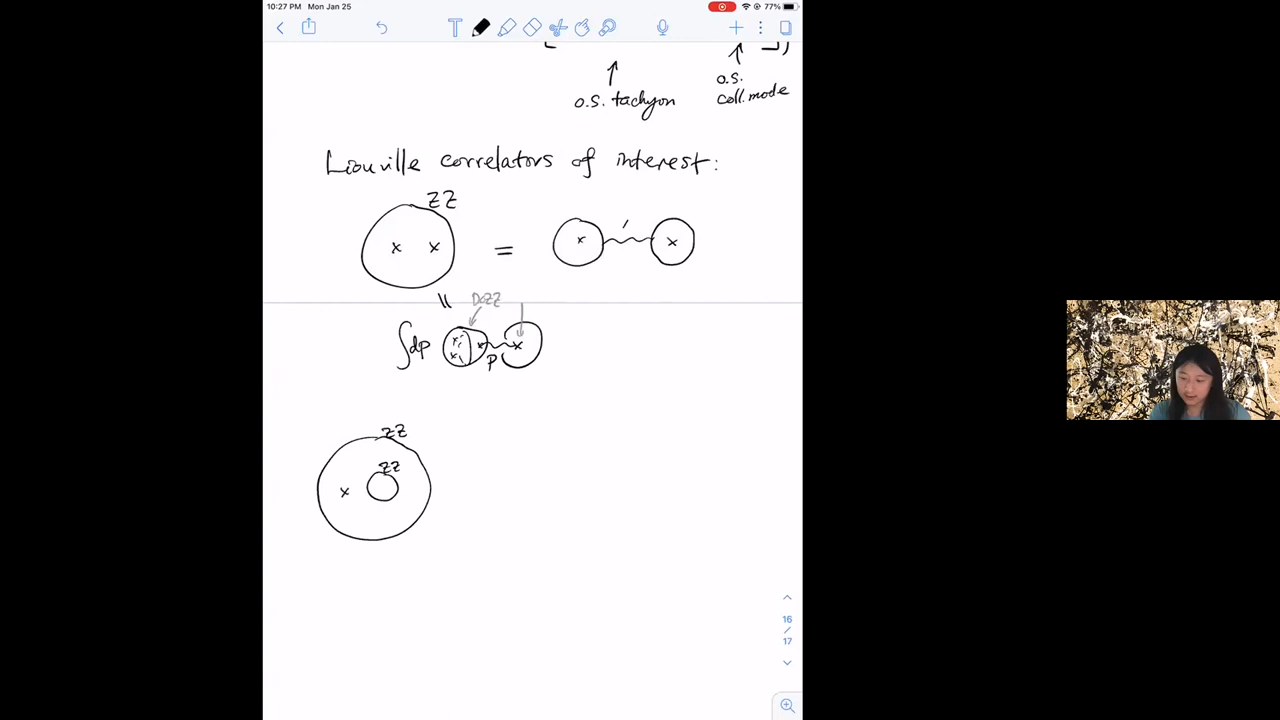 10:27 PM Mon Jan 25
77%
T
o.s. tachyon
o.s.
coll. mode
Liouville correlators of interest:
ZZ
x x = x x
DOZZ
∫dp
p
ZZ
ZZ
x
16
/
17